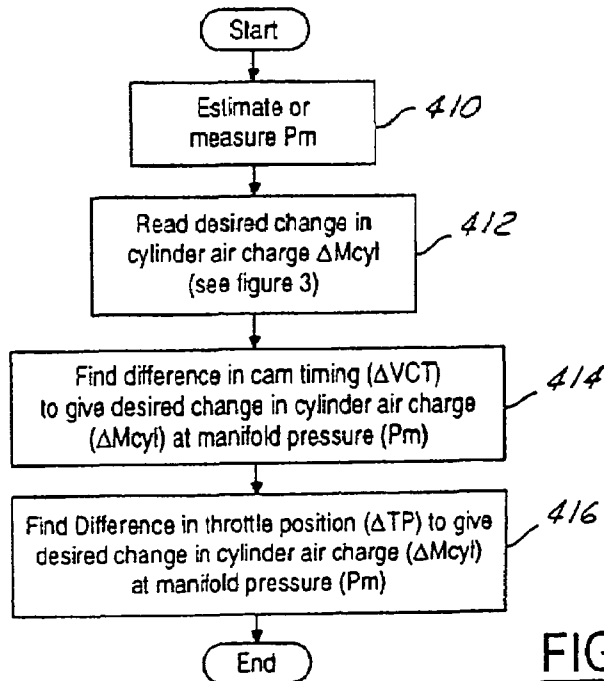 Start
Estimate or
measure Pm
410
Read desired change in
cylinder air charge ΔMcyl
(see figure 3)
412
Find difference in cam timing (ΔVCT)
to give desired change in cylinder air charge
(ΔMcyl) at manifold pressure (Pm)
414
Find Difference in throttle position (ΔTP) to give
desired change in cylinder air charge (ΔMcyl)
at manifold pressure (Pm)
416
End
FIG